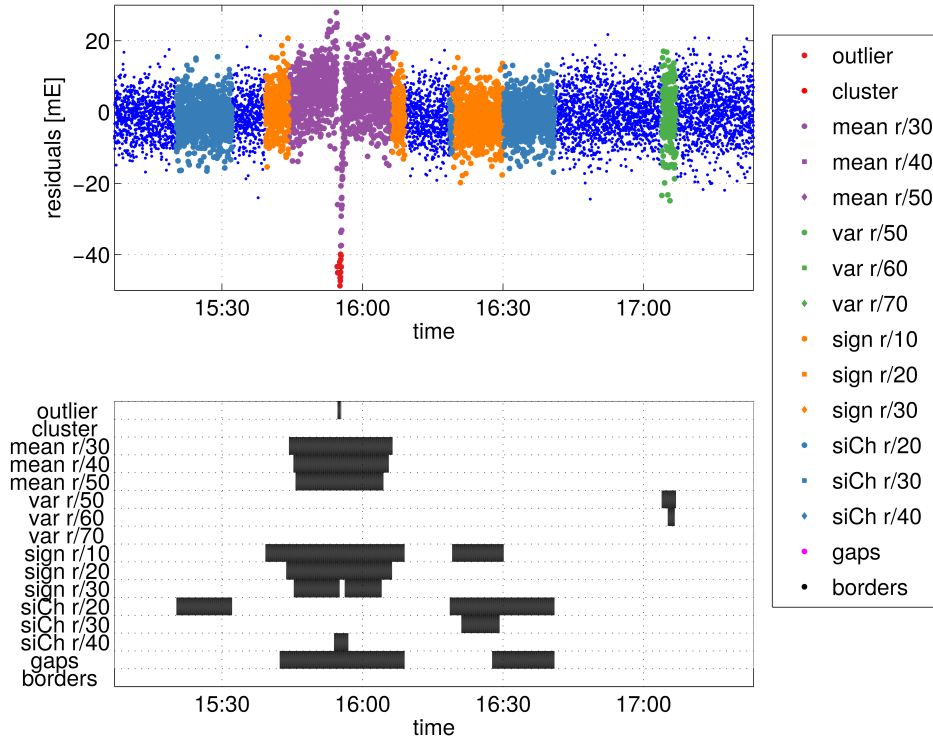 20
0
−20
−40
residuals [mE]
15:30
16:00
16:30
17:00
time
outlier
cluster
mean r/30
mean r/40
mean r/50
var r/50
var r/60
var r/70
sign r/10
sign r/20
sign r/30
siCh r/20
siCh r/30
siCh r/40
gaps
borders
outlier
cluster
mean r/30
mean r/40
mean r/50
var r/50
var r/60
var r/70
sign r/10
sign r/20
sign r/30
siCh r/20
siCh r/30
siCh r/40
gaps
borders
15:30
16:00
16:30
17:00
time